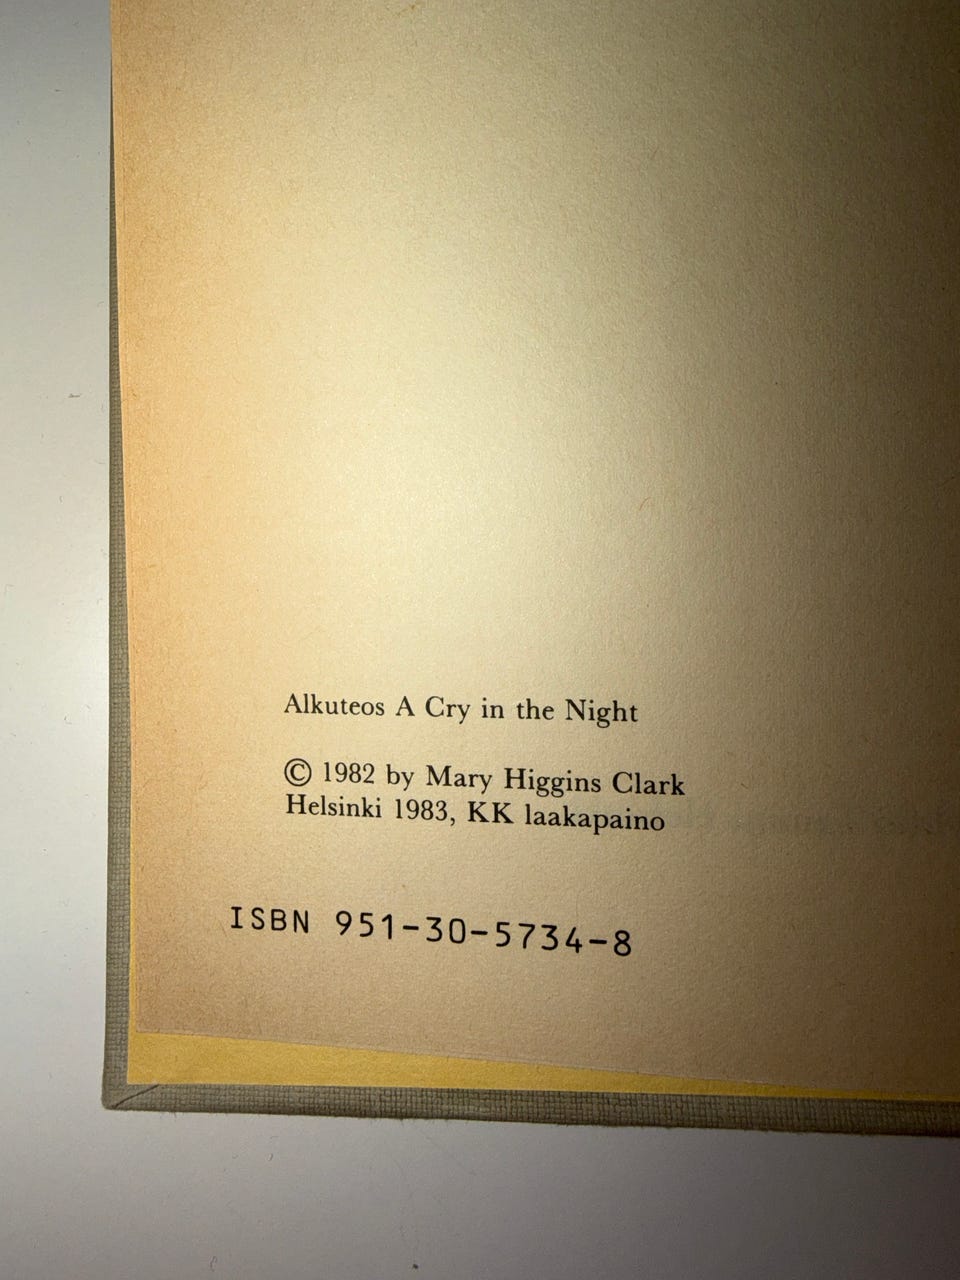 Alkuteos A Cry in the Night
© 1982 by Mary Higgins Clark
Helsinki 1983, KK laakapaino
ISBN 951-30-5734-8